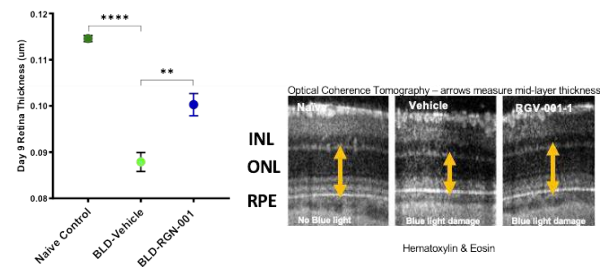 0.12
0.11
0.10
0.09
0.08
Day 9 Retina Thickness (um)
****
**
Naive Control
BLD-Vehicle
BLD-RGN-001
Optical Coherence Tomography – arrows measure mid-layer thickness
Naive
Vehicle
RGV-001-1
INL
ONL
RPE
No Blue light
Blue light damage
Blue light damage
Hematoxylin & Eosin